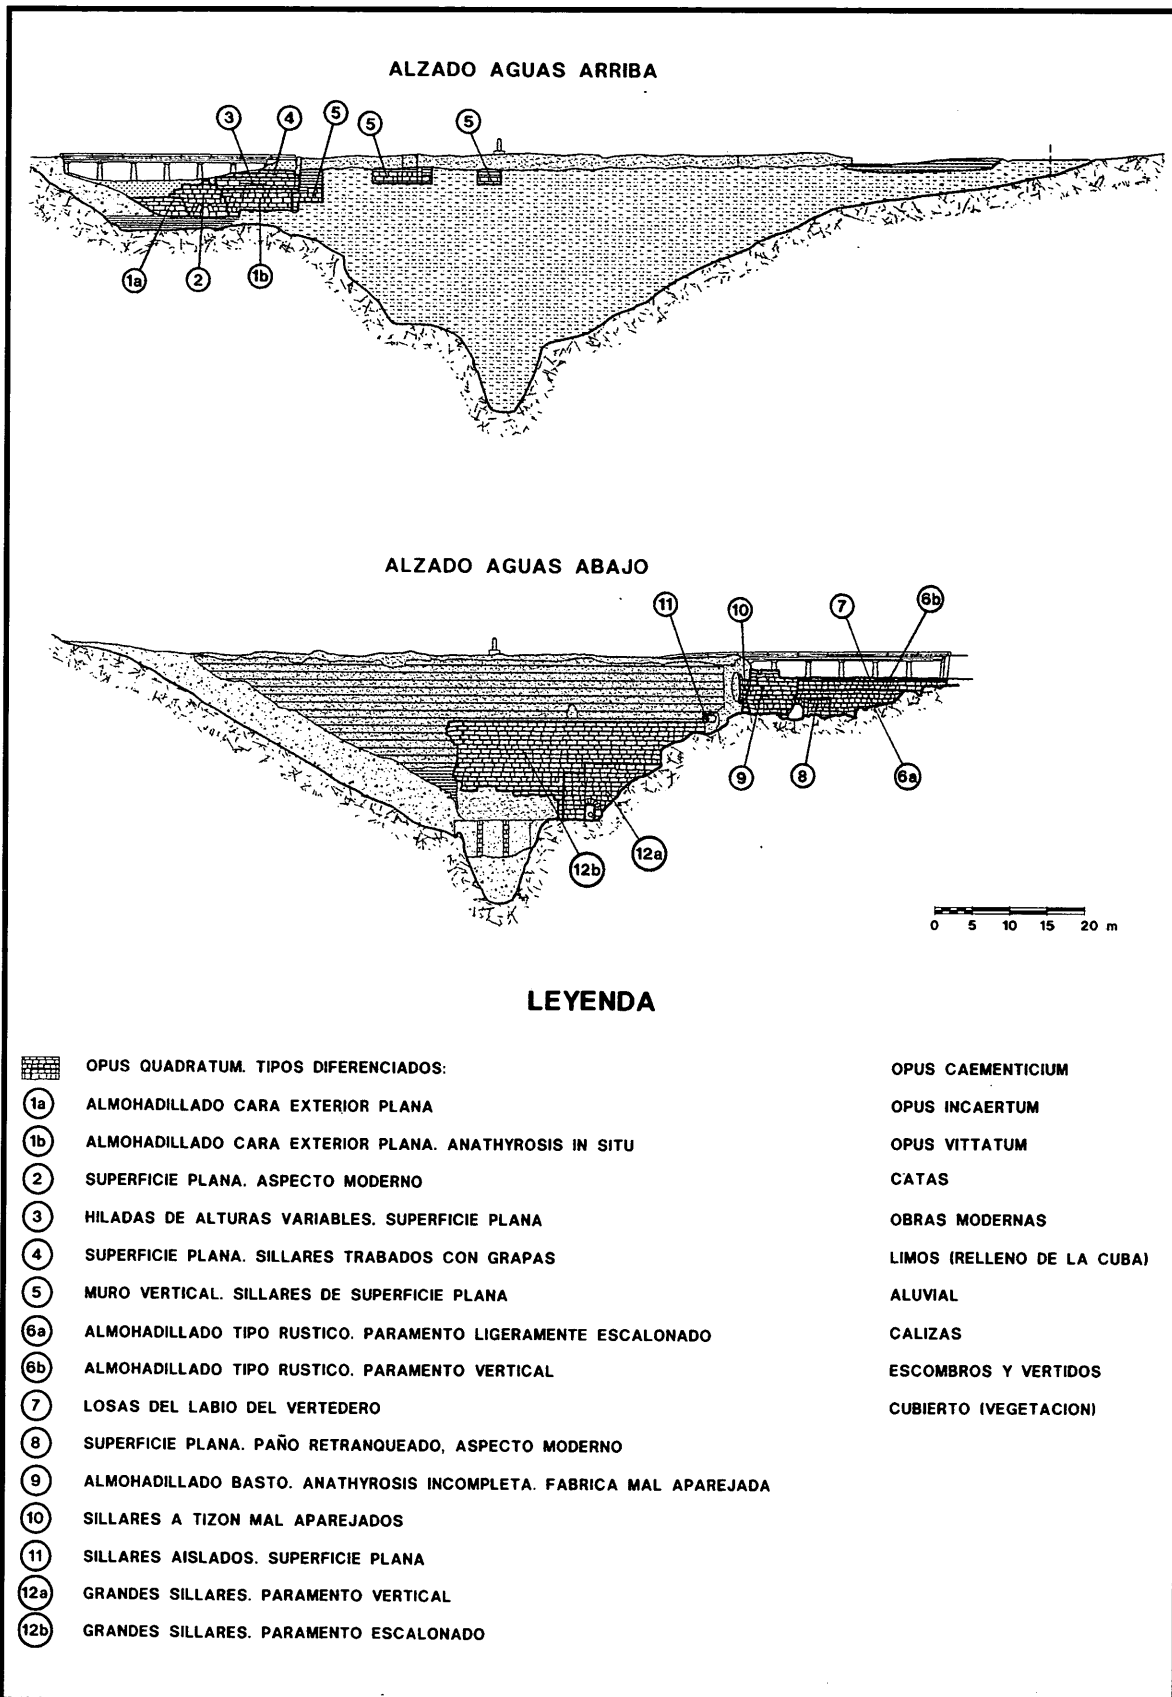 ALZADO AGUAS ARRIBA
3 4 5 5 5
1a 2 1b
ALZADO AGUAS ABAJO
11 10 7 6b
9 8 6a
12b 12a
0 5 10 15 20 m
LEYENDA
OPUS QUADRATUM. TIPOS DIFERENCIADOS:
1a ALMOHADILLADO CARA EXTERIOR PLANA
1b ALMOHADILLADO CARA EXTERIOR PLANA. ANATHYROSIS IN SITU
2 SUPERFICIE PLANA. ASPECTO MODERNO
3 HILADAS DE ALTURAS VARIABLES. SUPERFICIE PLANA
4 SUPERFICIE PLANA. SILLARES TRABADOS CON GRAPAS
5 MURO VERTICAL. SILLARES DE SUPERFICIE PLANA
6a ALMOHADILLADO TIPO RUSTICO. PARAMENTO LIGERAMENTE ESCALONADO
6b ALMOHADILLADO TIPO RUSTICO. PARAMENTO VERTICAL
7 LOSAS DEL LABIO DEL VERTEDERO
8 SUPERFICIE PLANA. PAÑO RETRANQUEADO, ASPECTO MODERNO
9 ALMOHADILLADO BASTO. ANATHYROSIS INCOMPLETA. FABRICA MAL APAREJADA
10 SILLARES A TIZON MAL APAREJADOS
11 SILLARES AISLADOS. SUPERFICIE PLANA
12a GRANDES SILLARES. PARAMENTO VERTICAL
12b GRANDES SILLARES. PARAMENTO ESCALONADO
OPUS CAEMENTICIUM
OPUS INCAERTUM
OPUS VITTATUM
CATAS
OBRAS MODERNAS
LIMOS (RELLENO DE LA CUBA)
ALUVIAL
CALIZAS
ESCOMBROS Y VERTIDOS
CUBIERTO (VEGETACION)